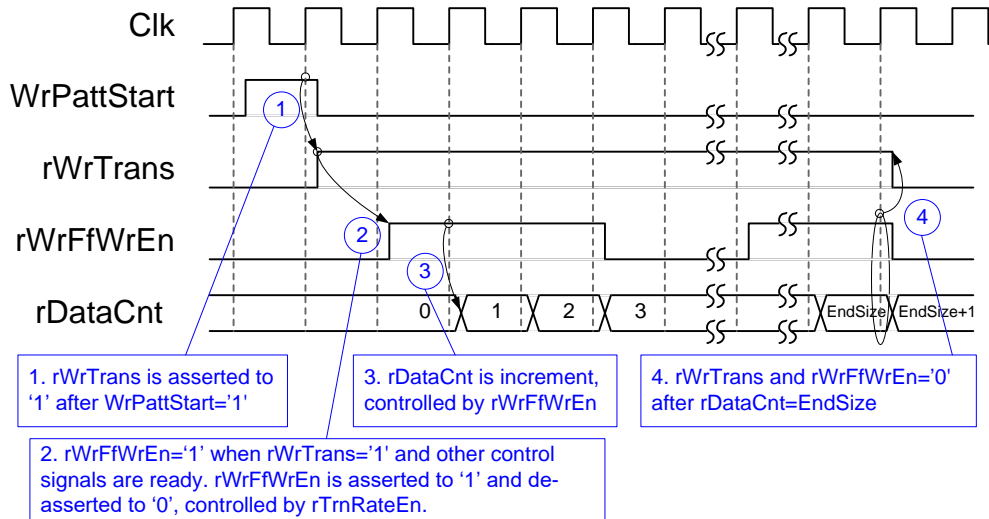 Clk
WrPattStart
1
rWrTrans
rWrFfWrEn
2
4
3
rDataCnt
0
1
2
3
EndSize
EndSize+1
1. rWrTrans is asserted to
‘1’ after WrPattStart=’1'
3. rDataCnt is increment,
controlled by rWrFfWrEn
4. rWrTrans and rWrFfWrEn=’0'
after rDataCnt=EndSize
2. rWrFfWrEn=‘1’ when rWrTrans=’1' and other control
signals are ready. rWrFfWrEn is asserted to ‘1’ and de-
asserted to ‘0’, controlled by rTrnRateEn.